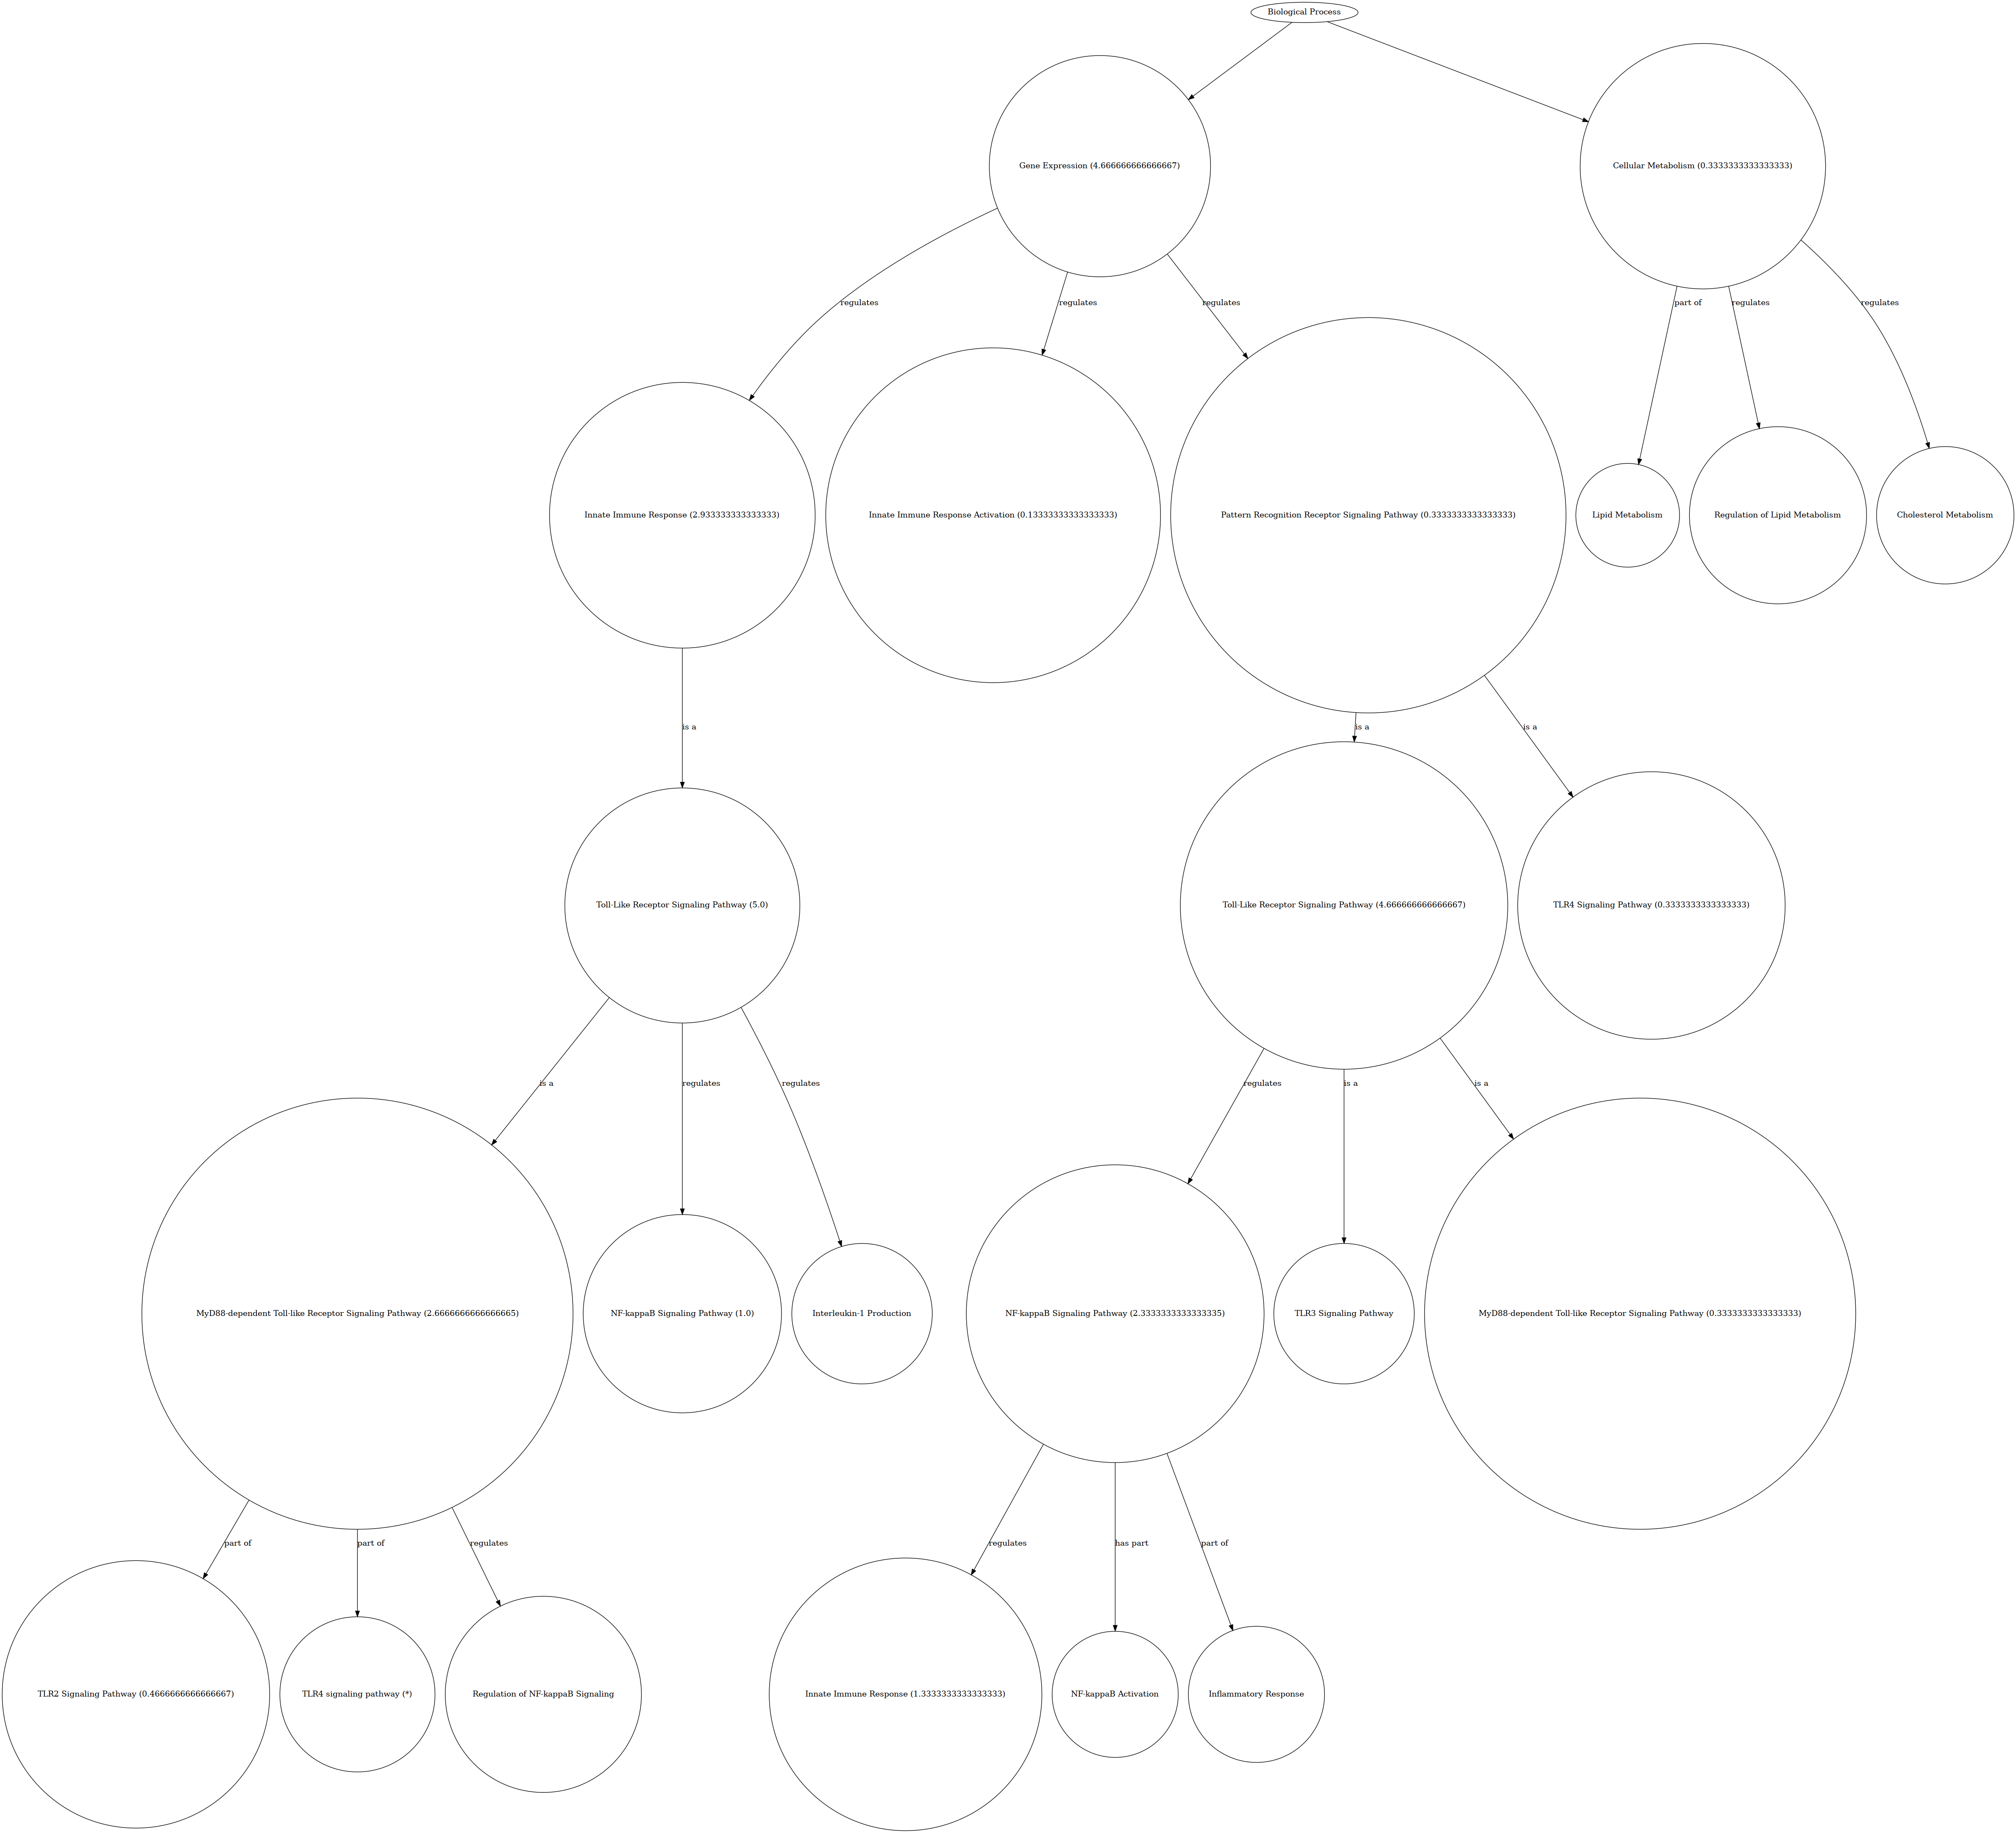 Biological Process
Gene Expression (4.666666666666667)
Cellular Metabolism (0.3333333333333333)
regulates
regulates
regulates
part of
regulates
regulates
Innate Immune Response (2.933333333333333)
Innate Immune Response Activation (0.13333333333333333)
Pattern Recognition Receptor Signaling Pathway (0.3333333333333333)
Lipid Metabolism
Regulation of Lipid Metabolism
Cholesterol Metabolism
is a
is a
is a
Toll-Like Receptor Signaling Pathway (5.0)
Toll-Like Receptor Signaling Pathway (4.666666666666667)
TLR4 Signaling Pathway (0.3333333333333333)
is a
regulates
regulates
regulates
is a
is a
MyD88-dependent Toll-like Receptor Signaling Pathway (2.6666666666666665)
NF-kappaB Signaling Pathway (1.0)
Interleukin-1 Production
NF-kappaB Signaling Pathway (2.3333333333333335)
TLR3 Signaling Pathway
MyD88-dependent Toll-like Receptor Signaling Pathway (0.3333333333333333)
part of
part of
regulates
regulates
has part
part of
TLR2 Signaling Pathway (0.4666666666666667)
TLR4 signaling pathway (*)
Regulation of NF-kappaB Signaling
Innate Immune Response (1.3333333333333333)
NF-kappaB Activation
Inflammatory Response